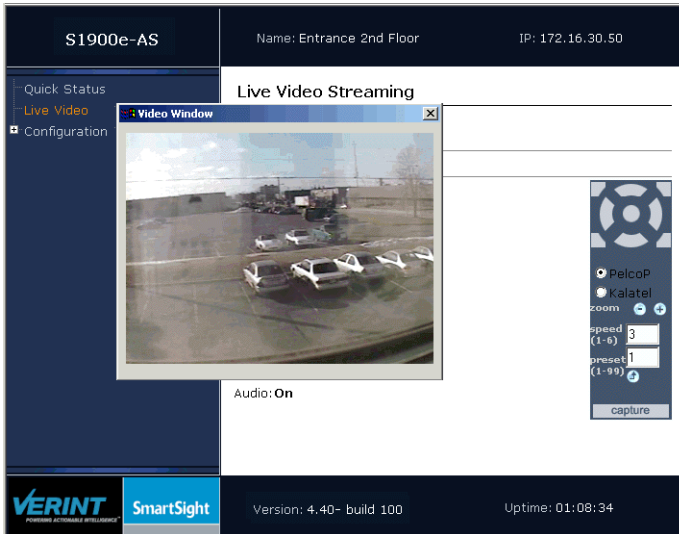 S1900e-AS
Name: Entrance 2nd Floor
IP: 172.16.30.50
Quick Status
Live Video
Configuration
Live Video Streaming
Video Window
PelcoP
Kalatel
zoom
speed
(1-6)
3
preset
(1-99)
1
capture
Audio: On
VERINT
POWERING ACTIONABLE INTELLIGENCE
SmartSight
Version: 4.40- build 100
Uptime: 01:08:34